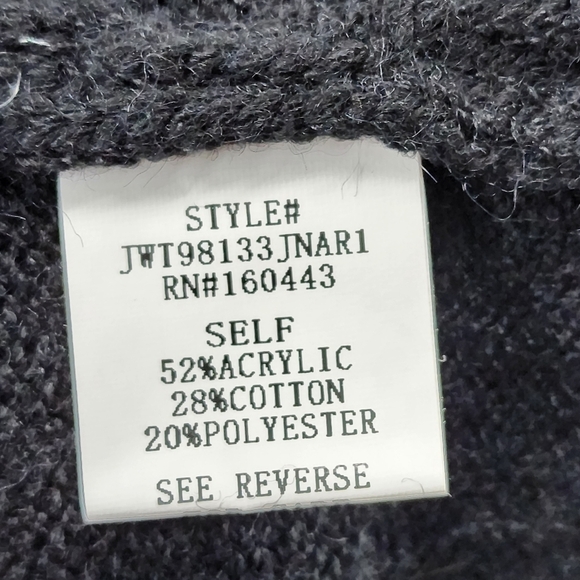 STYLE#
JWT98133JNAR1
RN#160443
SELF
52%ACRYLIC
28%COTTON
20%POLYESTER
SEE REVERSE